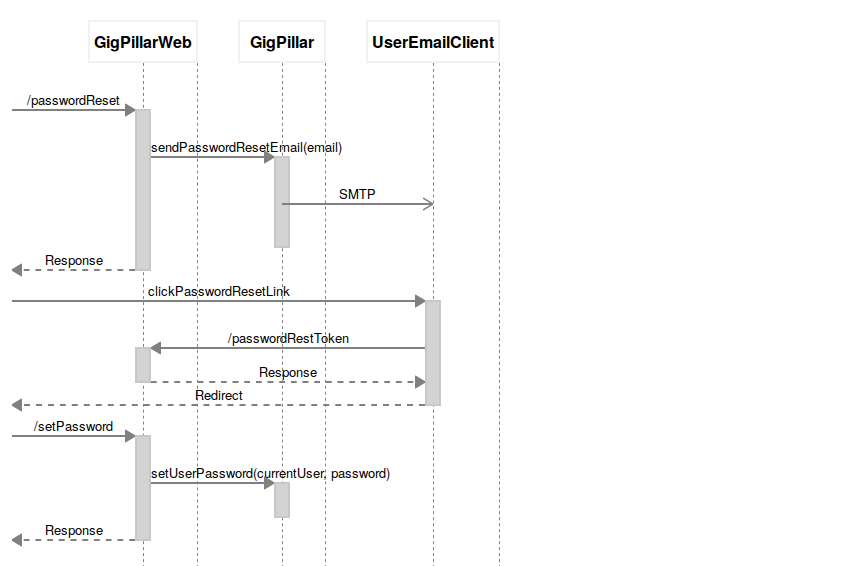 GigPillarWeb
GigPillar
UserEmailClient
/passwordReset
sendPasswordResetEmail(email)
SMTP
Response
clickPasswordResetLink
/passwordRestToken
Response
Redirect
/setPassword
setUserPassword(currentUser, password)
Response